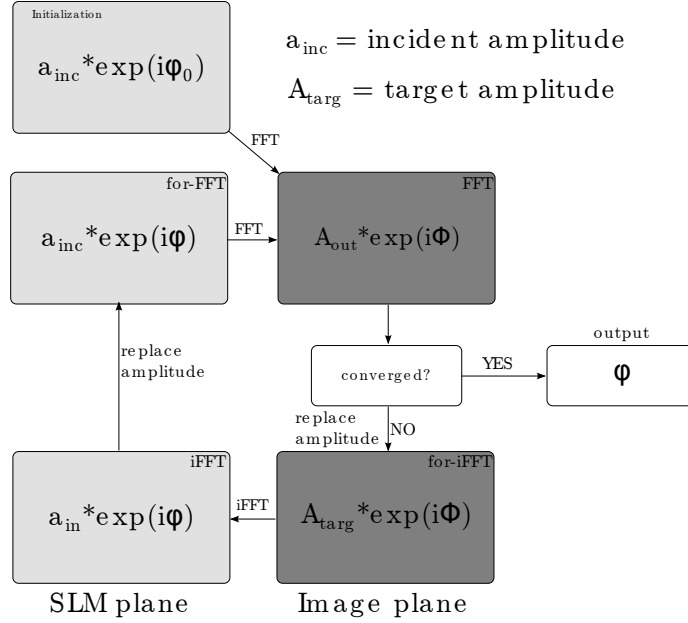 Initialization
a_inc*exp(iφ_0)
a_inc = incident amplitude
A_targ = target amplitude
FFT
for-FFT
a_inc*exp(iφ)
FFT
FFT
A_out*exp(iΦ)
replace
amplitude
converged?
YES
output
φ
replace
amplitude
NO
iFFT
a_in*exp(iφ)
iFFT
for-iFFT
A_targ*exp(iΦ)
SLM plane
Image plane